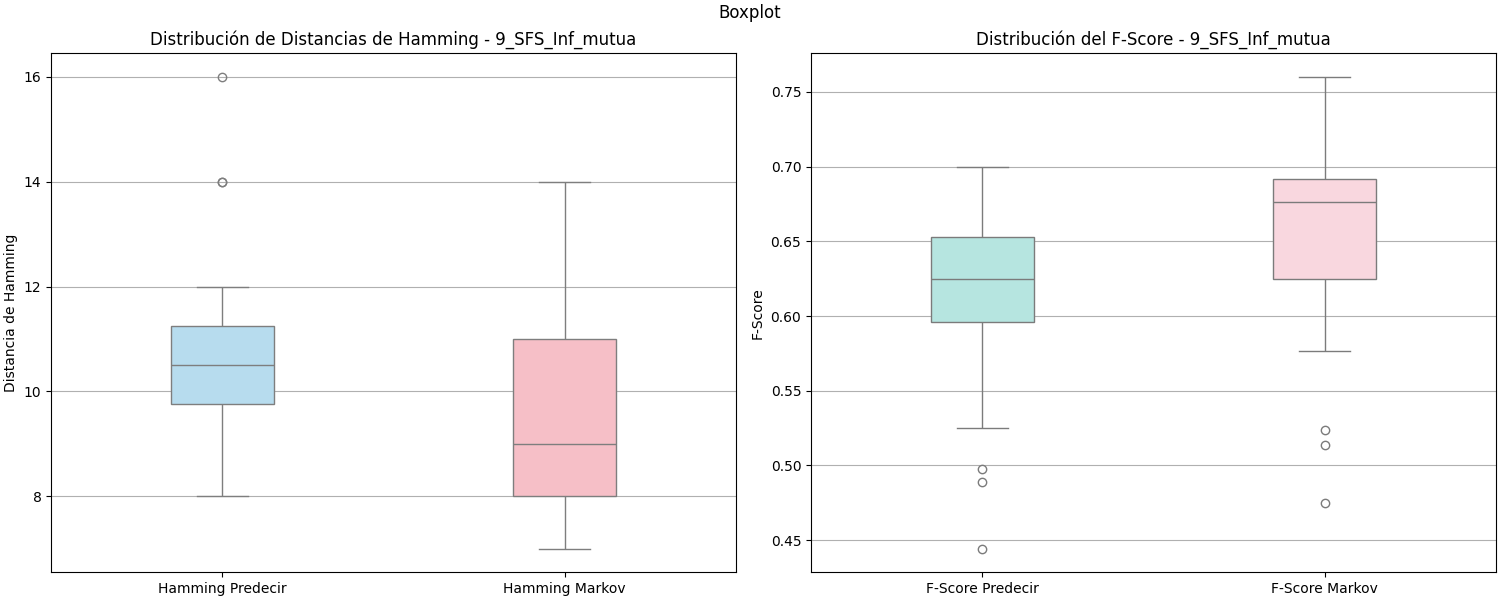 Boxplot
Distribución de Distancias de Hamming - 9_SFS_Inf_mutua
Distancia de Hamming
16
14
12
10
8
Hamming Predecir
Hamming Markov
Distribución del F-Score - 9_SFS_Inf_mutua
F-Score
0.75
0.70
0.65
0.60
0.55
0.50
0.45
F-Score Predecir
F-Score Markov